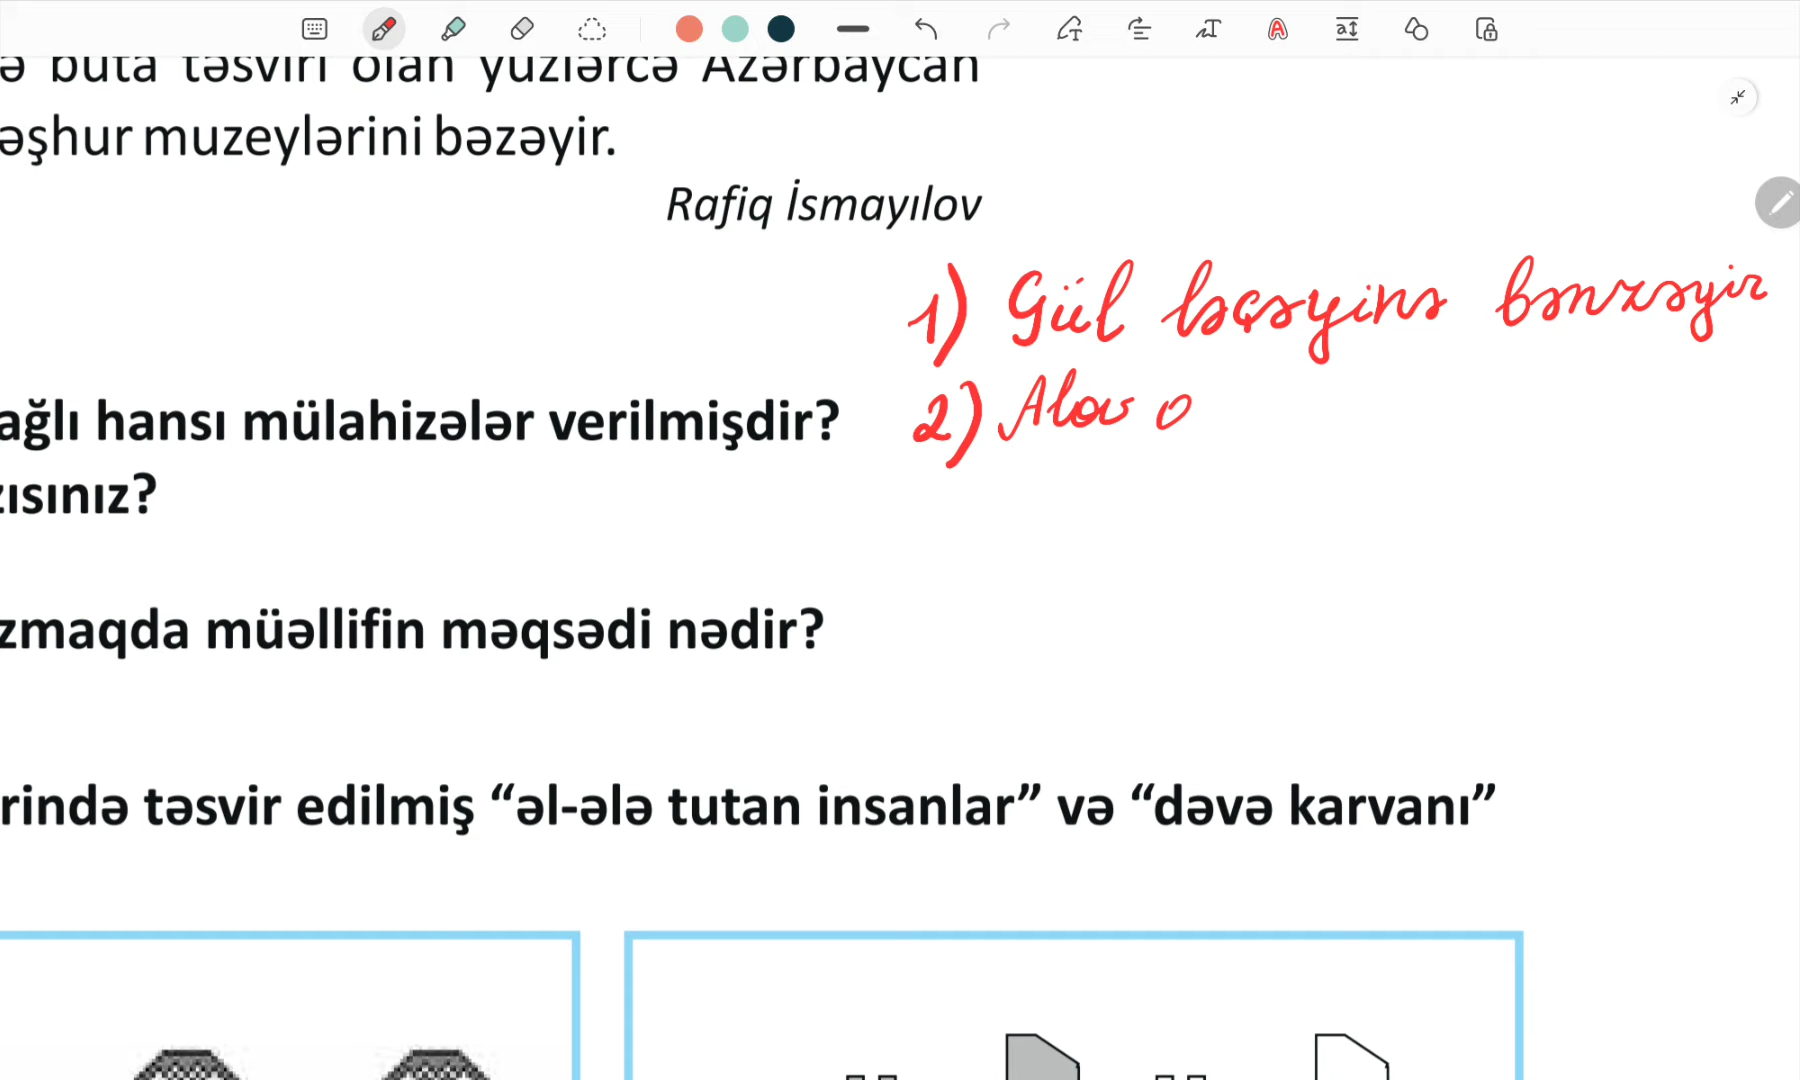 ə buta təsviri olan yüzlərcə Azərbaycan
əşhur muzeylərini bəzəyir.
Rafiq İsmayılov
1) Gül ləçəyinə bənzəyir
2) Alov o
ağlı hansı mülahizələr verilmişdir?
zısınız?
zmaqda müəllifin məqsədi nədir?
rində təsvir edilmiş “əl-ələ tutan insanlar” və “dəvə karvanı”